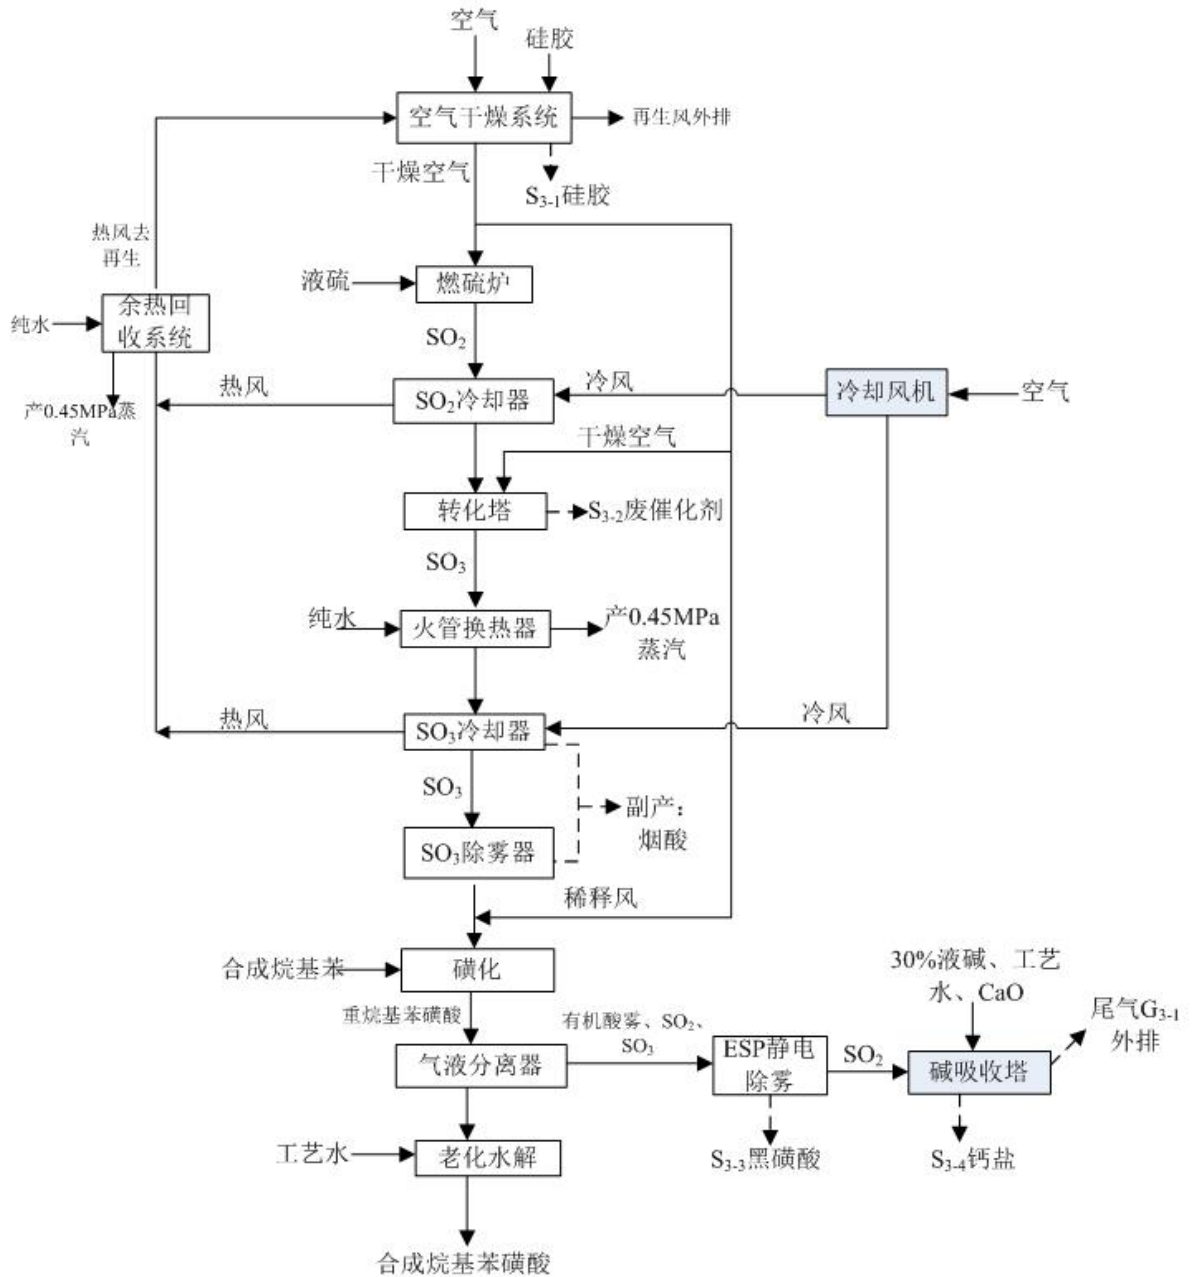 空气
硅胶
空气干燥系统
再生风外排
干燥空气
S3-1硅胶
热风去
再生
液硫
燃硫炉
余热回
收系统
纯水
SO2
热风
SO2冷却器
冷风
冷却风机
空气
产0.45MPa蒸
汽
干燥空气
转化塔
S3-2废催化剂
SO3
纯水
火管换热器
产0.45MPa
蒸汽
热风
SO3冷却器
冷风
SO3
副产：
烟酸
SO3除雾器
稀释风
合成烷基苯
磺化
30%液碱、工艺
水、CaO
重烷基苯磺酸
有机酸雾、SO2、
SO3
尾气G3-1
外排
气液分离器
ESP静电
除雾
SO2
碱吸收塔
工艺水
老化水解
S3-3黑磺酸
S3-4钙盐
合成烷基苯磺酸